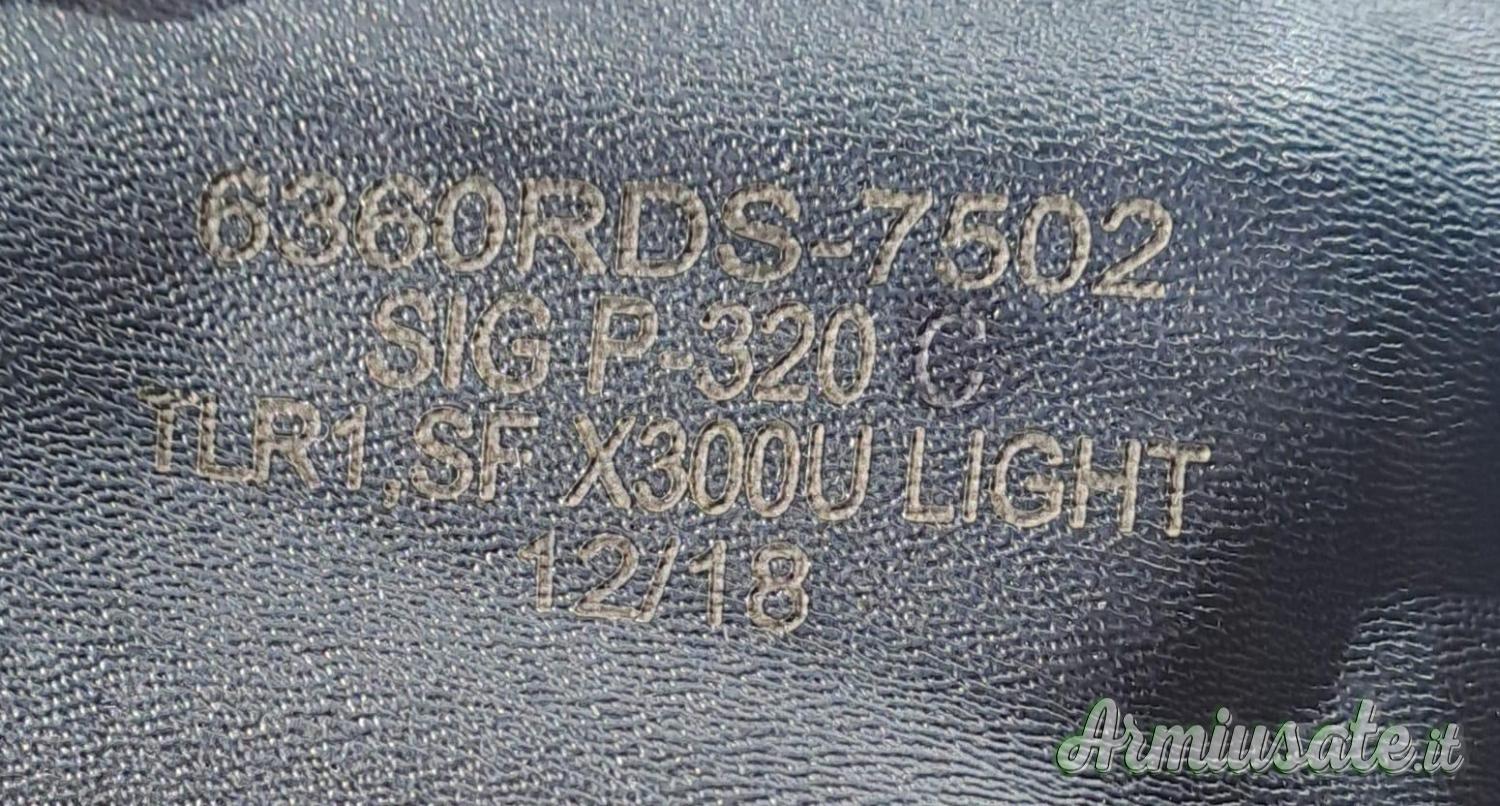 6360RDS-7502
SIG P-320 C
TLR1,SF X300U LIGHT
12/18
Armiusate.it